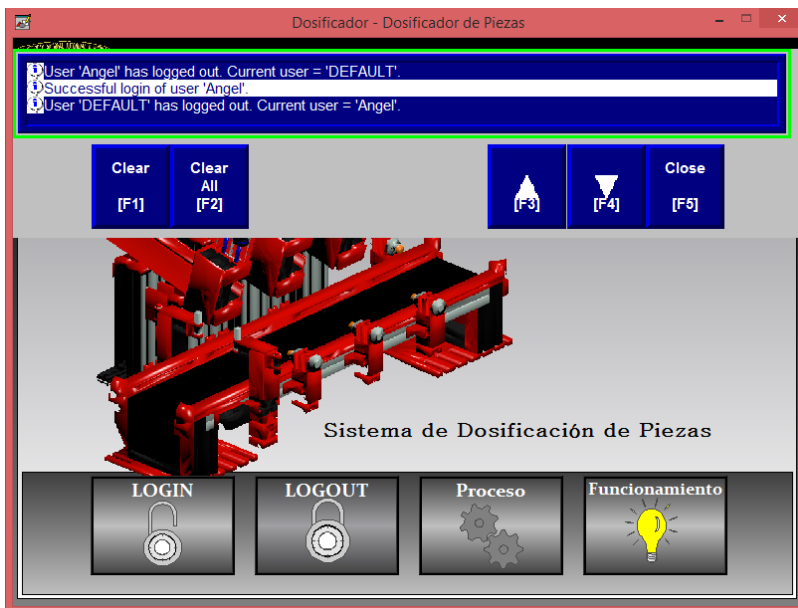 Dosificador - Dosificador de Piezas
User 'Angel' has logged out. Current user = 'DEFAULT'.
Successful login of user 'Angel'.
User 'DEFAULT' has logged out. Current user = 'Angel'.
Clear
[F1]
Clear
All
[F2]
[F3]
[F4]
Close
[F5]
Sistema de Dosificación de Piezas
LOGIN
LOGOUT
Proceso
Funcionamiento